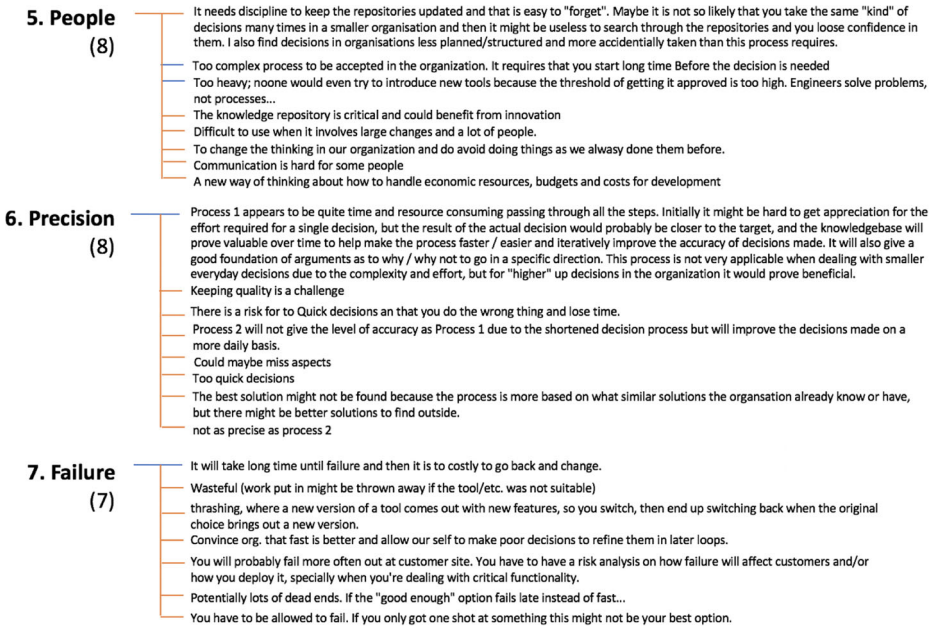 5. People
(8)
It needs discipline to keep the repositories updated and that is easy to "forget". Maybe it is not so likely that you take the same "kind" of
decisions many times in a smaller organisation and then it might be useless to search through the repositories and you loose confidence in
them. I also find decisions in organisations less planned/structured and more accidentially taken than this process requires.
Too complex process to be accepted in the organization. It requires that you start long time Before the decision is needed
Too heavy; noone would even try to introduce new tools because the threshold of getting it approved is too high. Engineers solve problems,
not processes...
The knowledge repository is critical and could benefit from innovation
Difficult to use when it involves large changes and a lot of people.
To change the thinking in our organization and do avoid doing things as we alwasy done them before.
Communication is hard for some people
A new way of thinking about how to handle economic resources, budgets and costs for development
6. Precision
(8)
Process 1 appears to be quite time and resource consuming passing through all the steps. Initially it might be hard to get appreciation for the
effort required for a single decision, but the result of the actual decision would probably be closer to the target, and the knowledgebase will
prove valuable over time to help make the process faster / easier and iteratively improve the accuracy of decisions made. It will also give a
good foundation of arguments as to why / why not to go in a specific direction. This process is not very applicable when dealing with smaller
everyday decisions due to the complexity and effort, but for "higher" up decisions in the organization it would prove beneficial.
Keeping quality is a challenge
There is a risk for to Quick decisions an that you do the wrong thing and lose time.
Process 2 will not give the level of accuracy as Process 1 due to the shortened decision process but will improve the decisions made on a
more daily basis.
Could maybe miss aspects
Too quick decisions
The best solution might not be found because the process is more based on what similar solutions the organsation already know or have,
but there might be better solutions to find outside.
not as precise as process 2
7. Failure
(7)
It will take long time until failure and then it is to costly to go back and change.
Wasteful (work put in might be thrown away if the tool/etc. was not suitable)
thrashing, where a new version of a tool comes out with new features, so you switch, then end up switching back when the original
choice brings out a new version.
Convince org. that fast is better and allow our self to make poor decisions to refine them in later loops.
You will probably fail more often out at customer site. You have to have a risk analysis on how failure will affect customers and/or
how you deploy it, specially when you're dealing with critical functionality.
Potentially lots of dead ends. If the "good enough" option fails late instead of fast...
You have to be allowed to fail. If you only got one shot at something this might not be your best option.